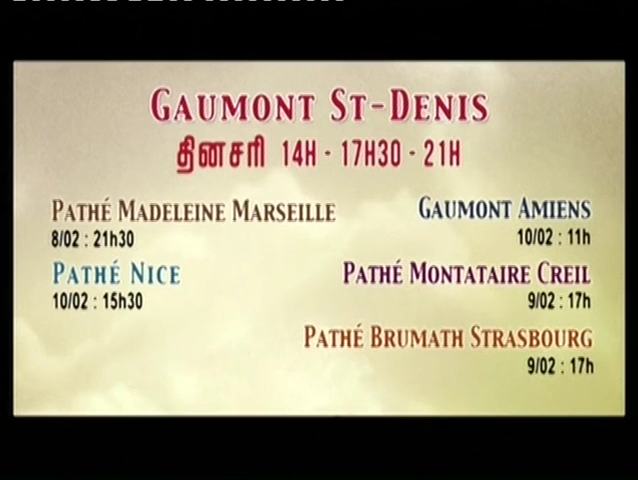 GAUMONT ST-DENIS
தினசரி 14H - 17H30 - 21H
PATHÉ MADELEINE MARSEILLE
8/02 : 21h30
PATHÉ NICE
10/02 : 15h30
GAUMONT AMIENS
10/02 : 11h
PATHÉ MONTATAIRE CREIL
9/02 : 17h
PATHÉ BRUMATH STRASBOURG
9/02 : 17h